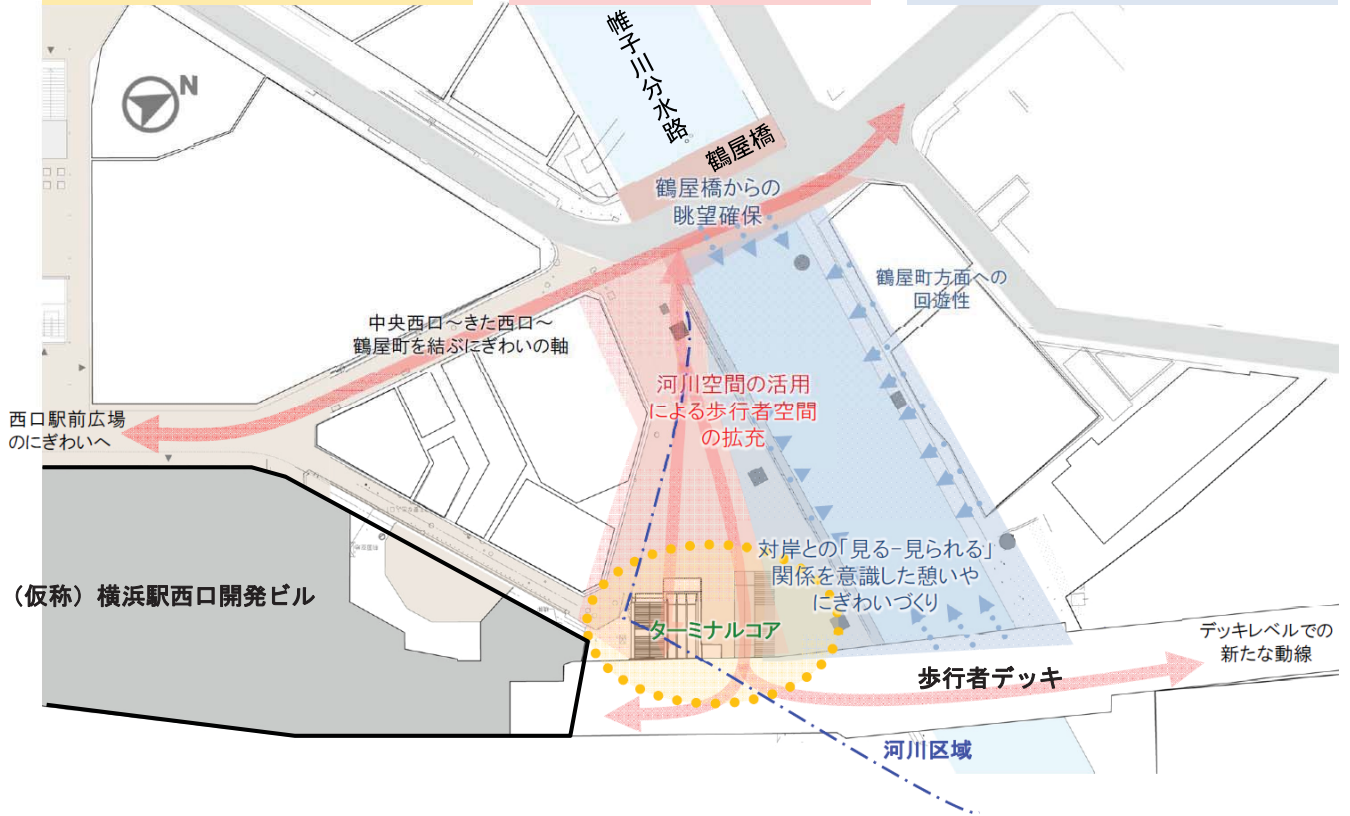 帷子川分水路
N
鶴屋橋
鶴屋橋からの
眺望確保
鶴屋町方面への
回遊性
中央西口～きた西口～
鶴屋町を結ぶにぎわいの軸
河川空間の活用
による歩行者空間
の拡充
西口駅前広場
のにぎわいへ
対岸との「見る-見られる」
関係を意識した憩いや
にぎわいづくり
（仮称）横浜駅西口開発ビル
ターミナルコア
デッキレベルでの
新たな動線
歩行者デッキ
河川区域